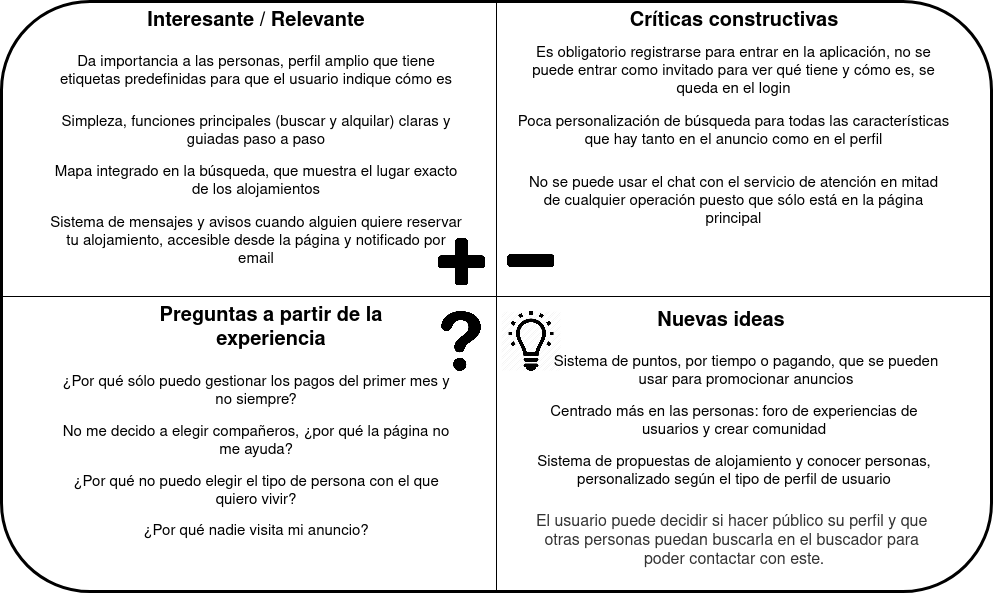 Interesante / Relevante
Da importancia a las personas, perfil amplio que tiene
etiquetas predefinidas para que el usuario indique cómo es
Simpleza, funciones principales (buscar y alquilar) claras y
guiadas paso a paso
Mapa integrado en la búsqueda, que muestra el lugar exacto
de los alojamientos
Sistema de mensajes y avisos cuando alguien quiere reservar
tu alojamiento, accesible desde la página y notificado por
email
Críticas constructivas
Es obligatorio registrarse para entrar en la aplicación, no se
puede entrar como invitado para ver qué tiene y cómo es, se
queda en el login
Poca personalización de búsqueda para todas las características
que hay tanto en el anuncio como en el perfil
No se puede usar el chat con el servicio de atención en mitad
de cualquier operación puesto que sólo está en la página
principal
Preguntas a partir de la
experiencia
¿Por qué sólo puedo gestionar los pagos del primer mes y
no siempre?
No me decido a elegir compañeros, ¿por qué la página no
me ayuda?
¿Por qué no puedo elegir el tipo de persona con el que
quiero vivir?
¿Por qué nadie visita mi anuncio?
Nuevas ideas
Sistema de puntos, por tiempo o pagando, que se pueden
usar para promocionar anuncios
Centrado más en las personas: foro de experiencias de
usuarios y crear comunidad
Sistema de propuestas de alojamiento y conocer personas,
personalizado según el tipo de perfil de usuario
El usuario puede decidir si hacer público su perfil y que
otras personas puedan buscarla en el buscador para
poder contactar con este.